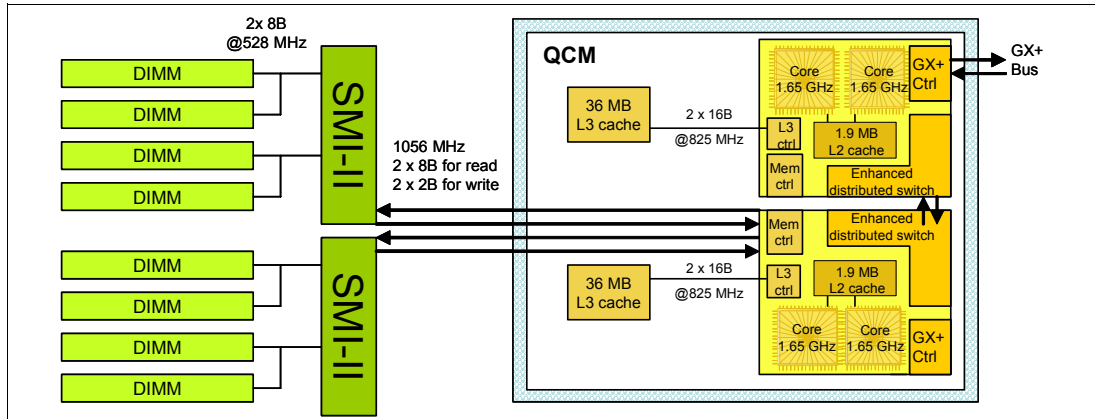 2x 8B
@528 MHz
DIMM
DIMM
DIMM
DIMM
SMI-II
DIMM
DIMM
DIMM
DIMM
SMI-II
1056 MHz
2 x 8B for read
2 x 2B for write
QCM
36 MB
L3 cache
2 x 16B
@825 MHz
Core
1.65 GHz
Core
1.65 GHz
GX+
Ctrl
GX+
Bus
L3
ctrl
1.9 MB
L2 cache
Mem
ctrl
Enhanced
distributed switch
Mem
ctrl
Enhanced
distributed switch
36 MB
L3 cache
2 x 16B
@825 MHz
L3
ctrl
1.9 MB
L2 cache
Core
1.65 GHz
Core
1.65 GHz
GX+
Ctrl